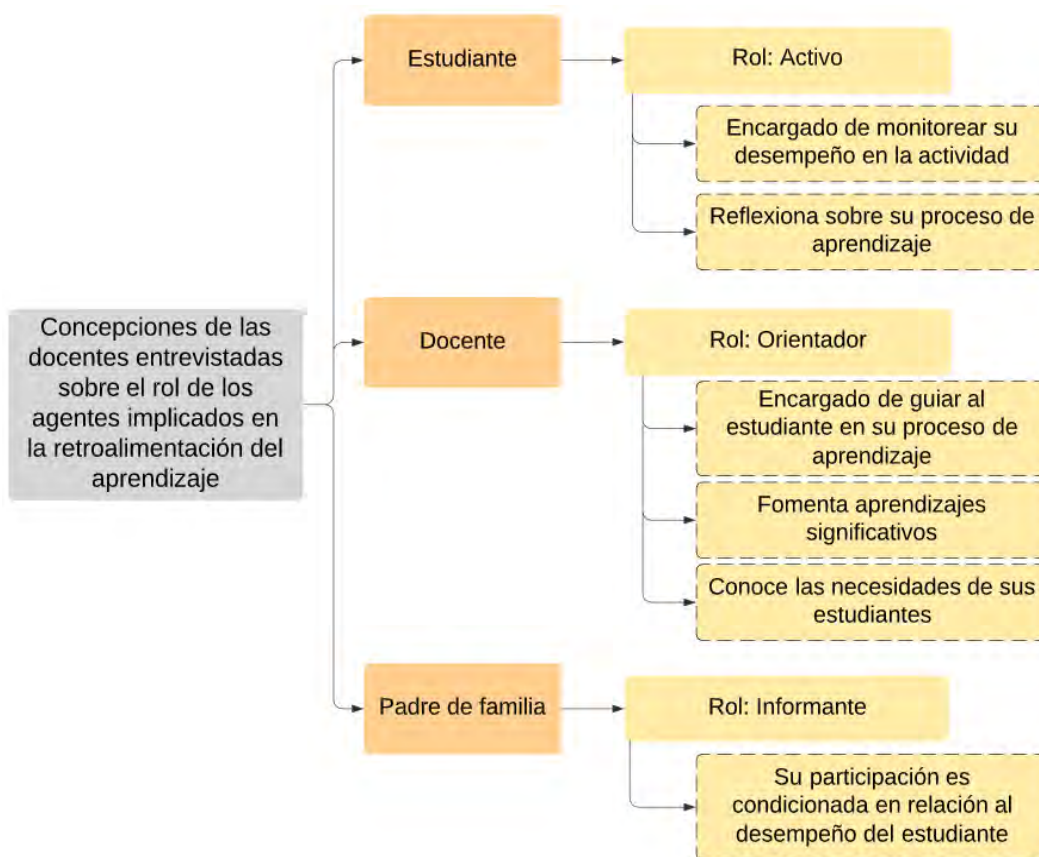 Concepciones de las
docentes entrevistadas
sobre el rol de los
agentes implicados en
la retroalimentación del
aprendizaje
Estudiante
Rol: Activo
Encargado de monitorear su
desempeño en la actividad
Reflexiona sobre su proceso de
aprendizaje
Docente
Rol: Orientador
Encargado de guiar al
estudiante en su proceso de
aprendizaje
Fomenta aprendizajes
significativos
Conoce las necesidades de sus
estudiantes
Padre de familia
Rol: Informante
Su participación es
condicionada en relación al
desempeño del estudiante